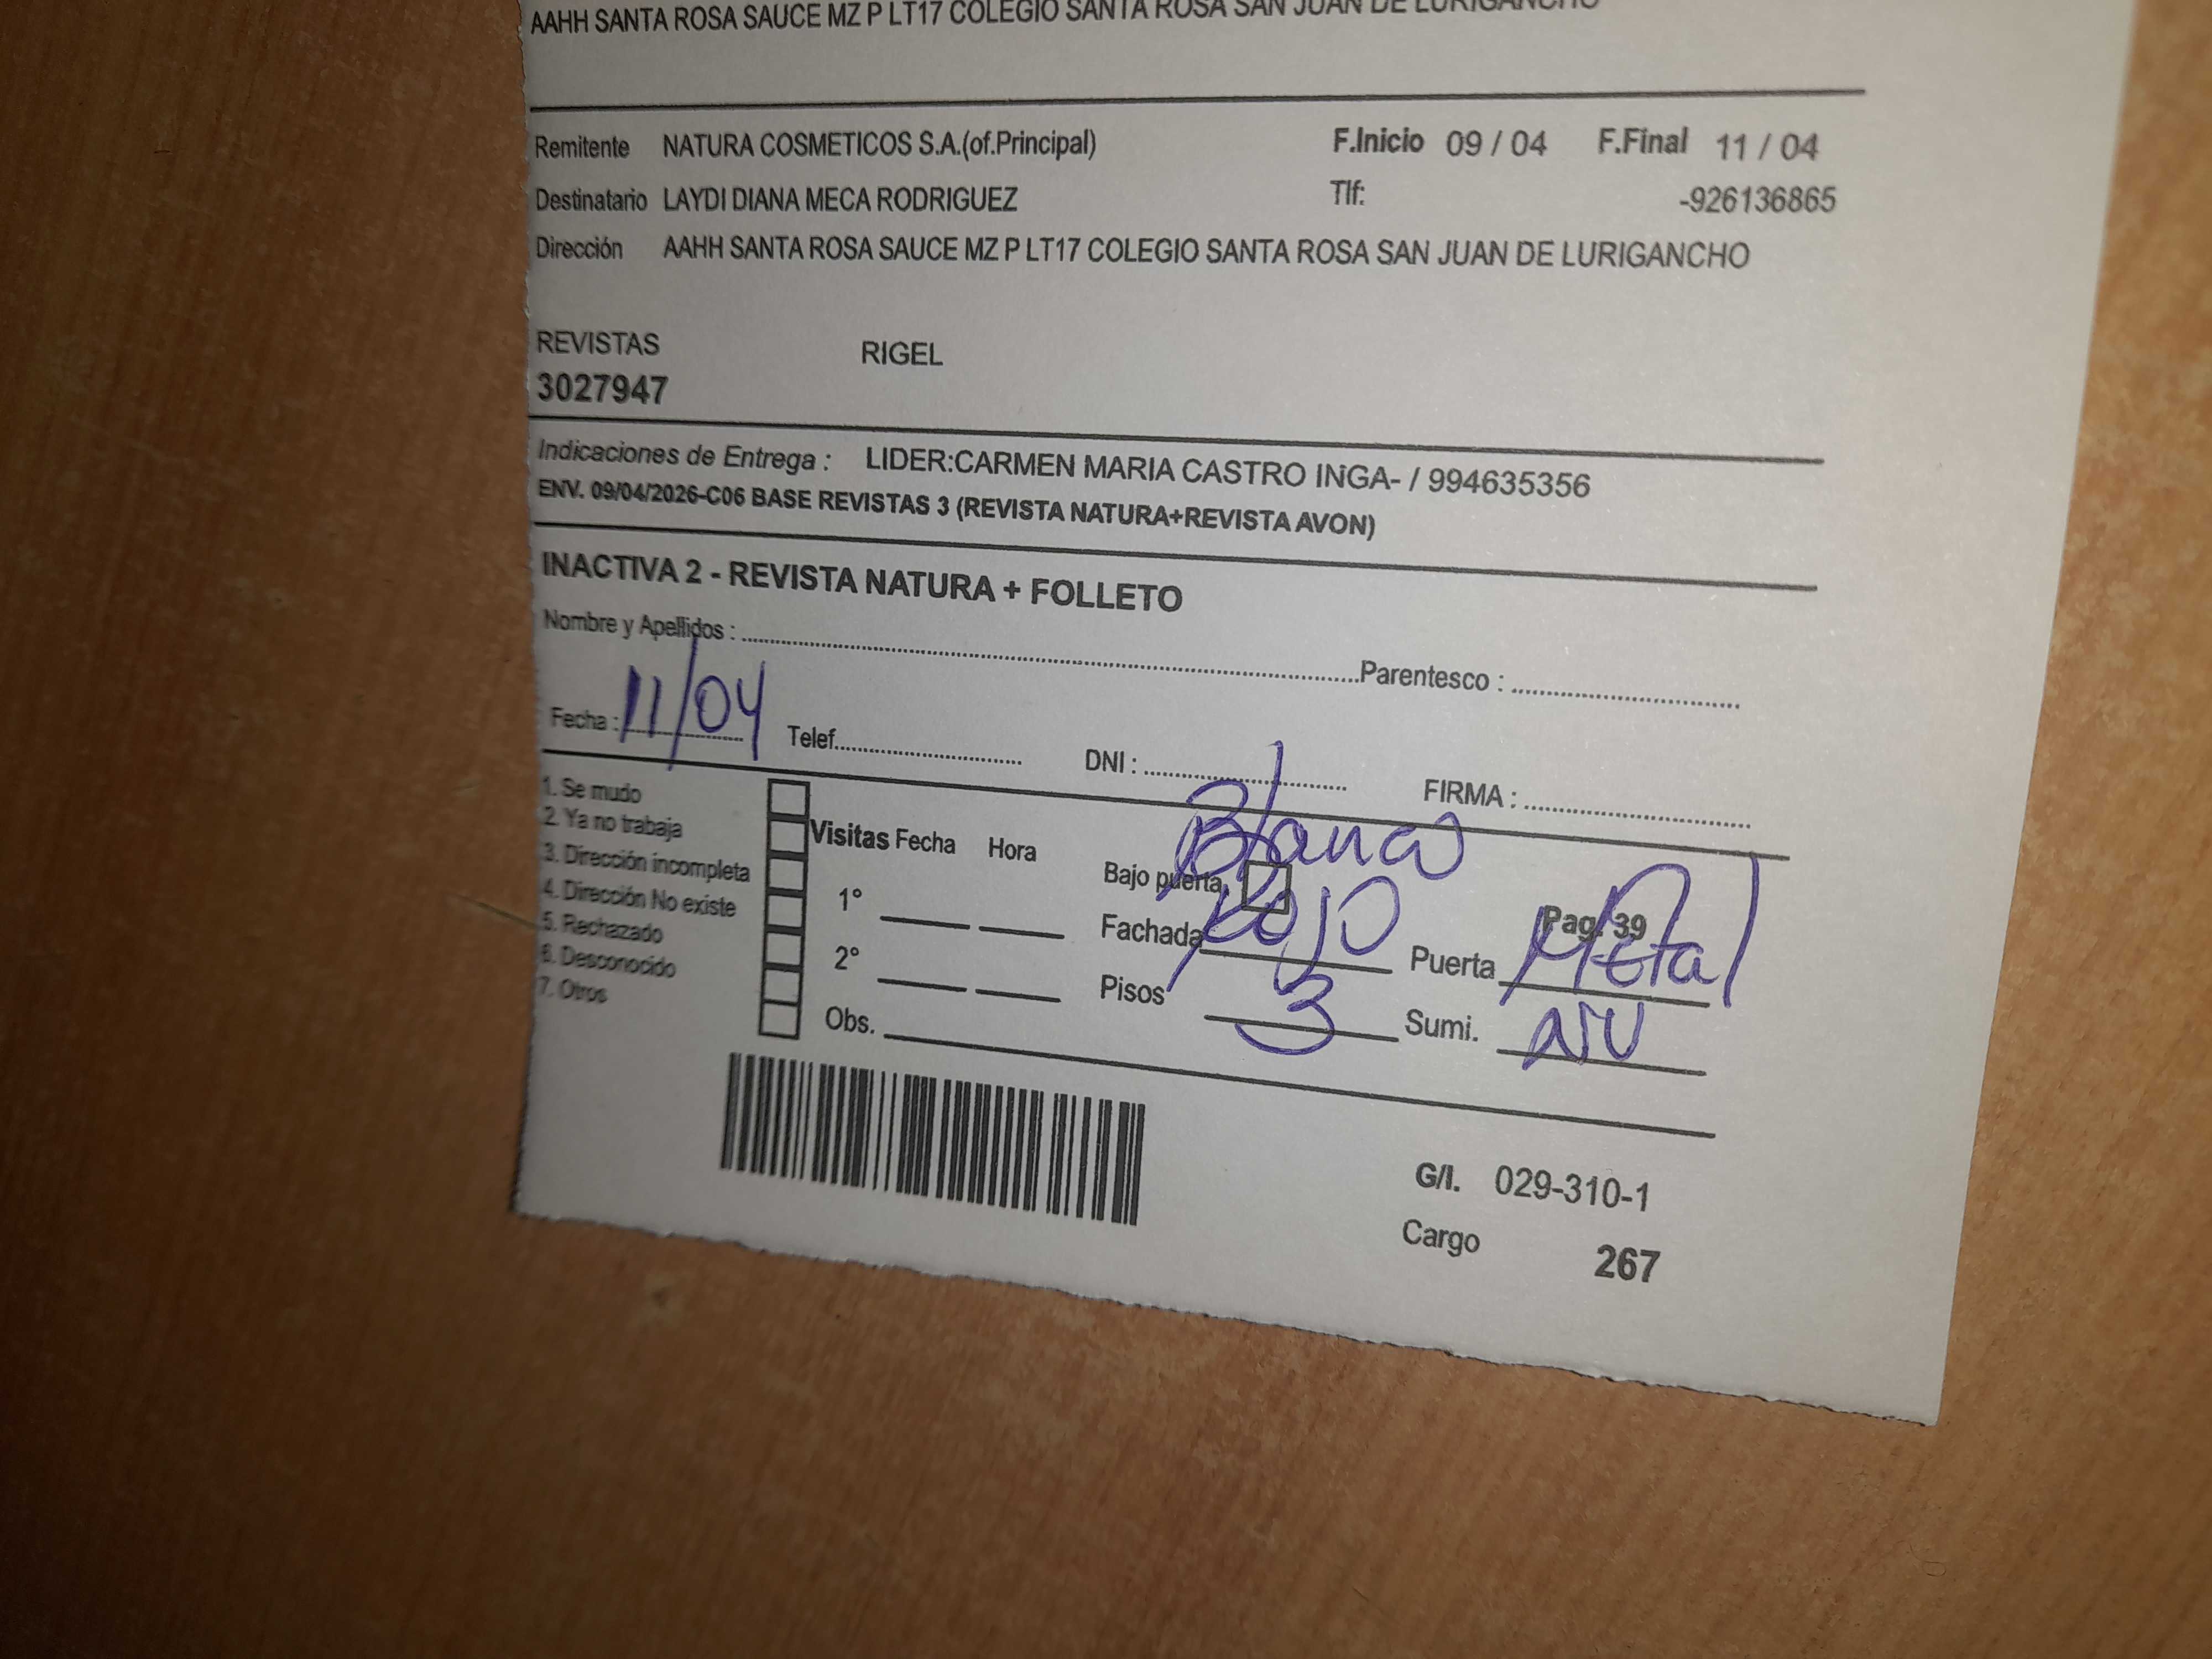 AAHH SANTA ROSA SAUCE MZ P LT17 COLEGIO SANTA ROSA SAN JUAN DE LURIGANCHO
Remitente NATURA COSMETICOS S.A.(of.Principal) F.Inicio 09 / 04 F.Final 11 / 04
Destinatario LAYDI DIANA MECA RODRIGUEZ Tlf: -926136865
Dirección AAHH SANTA ROSA SAUCE MZ P LT17 COLEGIO SANTA ROSA SAN JUAN DE LURIGANCHO
REVISTAS RIGEL
3027947
Indicaciones de Entrega : LIDER:CARMEN MARIA CASTRO INGA- / 994635356
ENV. 09/04/2026-C06 BASE REVISTAS 3 (REVISTA NATURA+REVISTA AVON)
INACTIVA 2 - REVISTA NATURA + FOLLETO
Nombre y Apellidos : Parentesco :
Fecha : 11/04 Telef. DNI : FIRMA :
1. Se mudo
2. Ya no trabaja
3. Dirección incompleta
4. Dirección No existe
5. Rechazado
6. Desconocido
7. Otros
Visitas Fecha Hora
1°
2°
Obs.
Blanco
Bajo puerta Pag. 39
Fachada Rojo Puerta Metal
Pisos 3 Sumi.
G/I. 029-310-1
Cargo 267